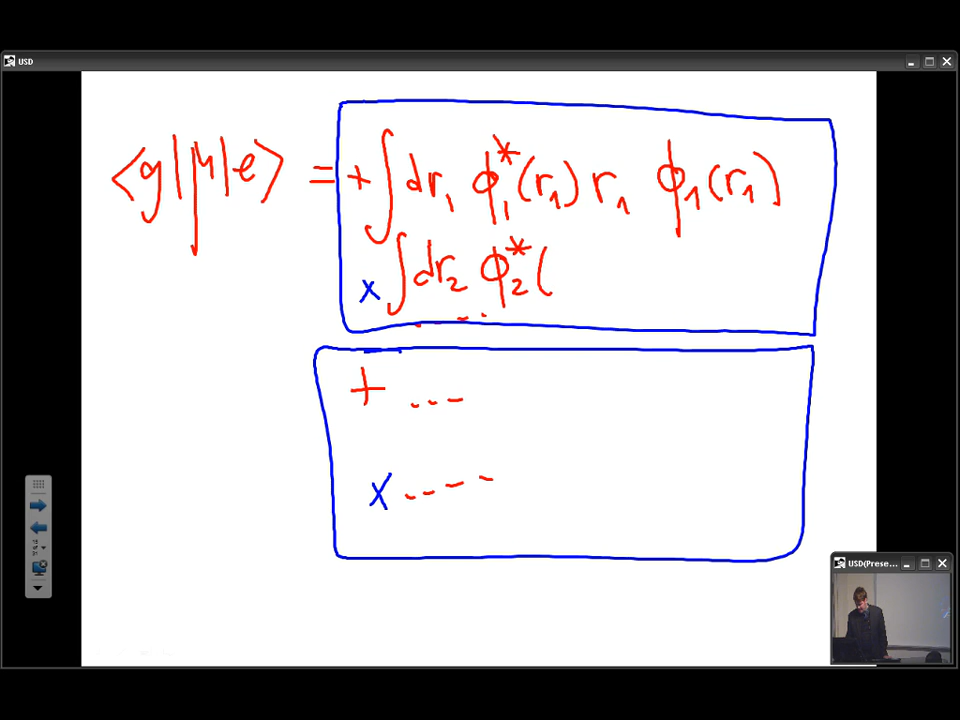 USD
⟨g|μ|e⟩ = + ∫ dr₁ ϕ₁*(r₁) r₁ ϕ₁(r₁)
x ∫ dr₂ ϕ₂*(
- - - .
+ - - -
x - - - -
USD(Prese...